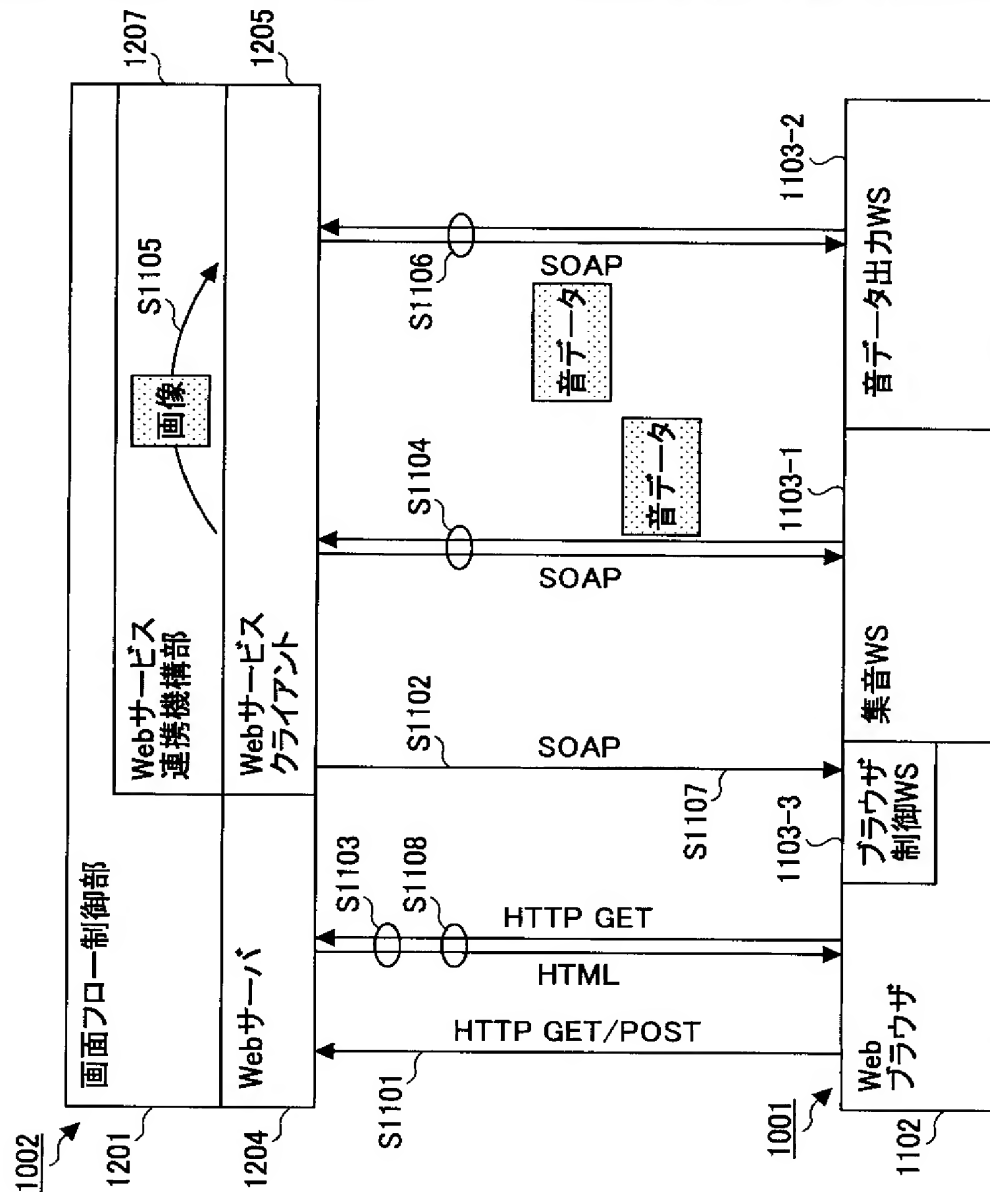 1002
1201
画面フロー制御部
1207
Webサービス
連携機構部
画像
S1105
1204
Webサーバ
1205
Webサービス
クライアント
S1101
HTTP GET/POST
S1103
S1108
HTTP GET
HTML
S1102
SOAP
S1107
S1104
SOAP
音データ
S1106
SOAP
音データ
1001
1102
Web
ブラウザ
1103-3
ブラウザ
制御WS
1103-1
集音WS
1103-2
音データ出力WS